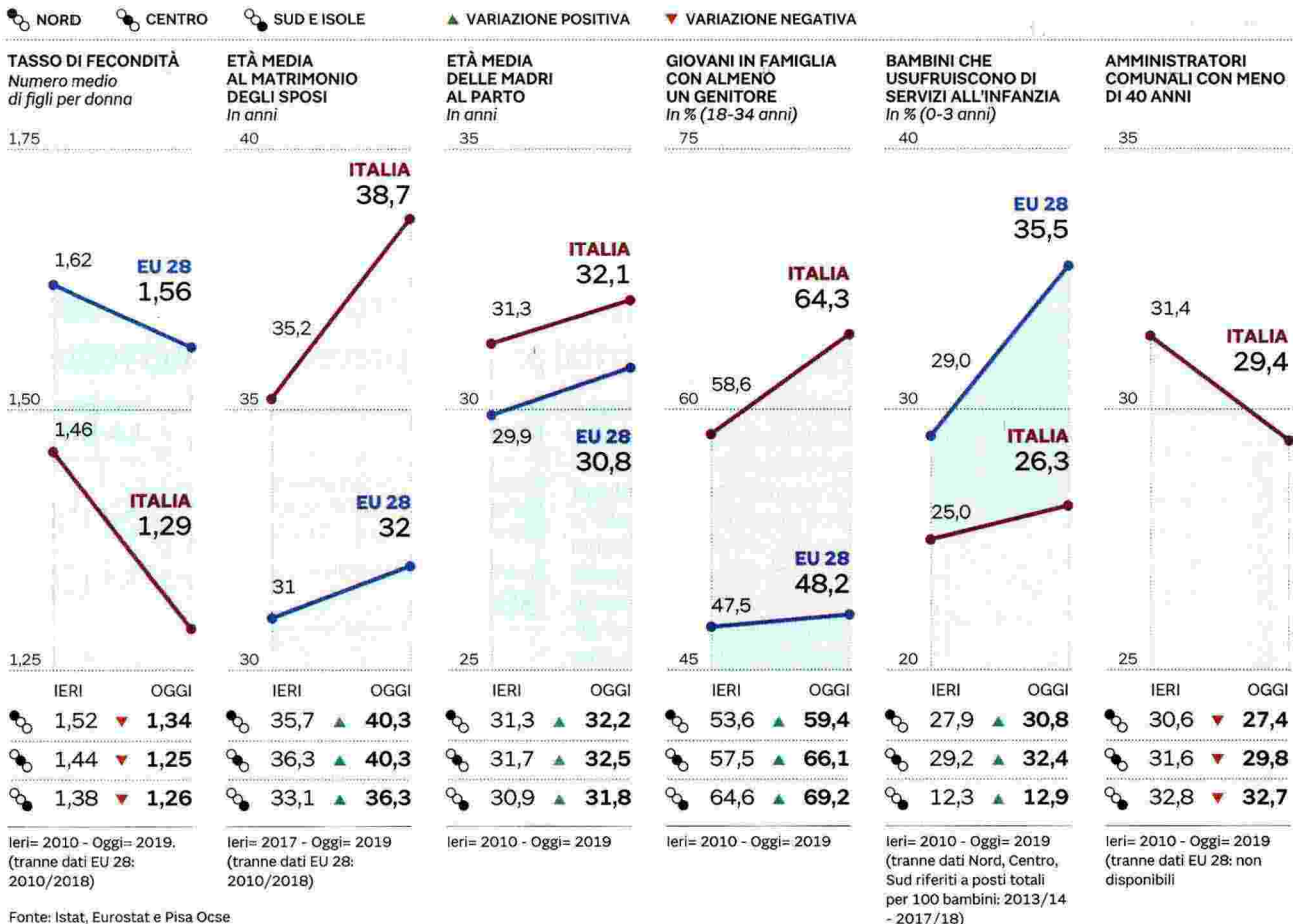 NORD CENTRO SUD E ISOLE ▲ VARIAZIONE POSITIVA ▼ VARIAZIONE NEGATIVA
TASSO DI FECONDITÀ
Numero medio
di figli per donna
1,75
1,62
EU 28
1,56
1,50
1,46
ITALIA
1,29
1,25
IERI OGGI
1,52 ▼ 1,34
1,44 ▼ 1,25
1,38 ▼ 1,26
Ieri= 2010 - Oggi= 2019.
(tranne dati EU 28:
2010/2018)
ETÀ MEDIA
AL MATRIMONIO
DEGLI SPOSI
In anni
40
ITALIA
38,7
35,2
35
EU 28
32
31
30
IERI OGGI
35,7 ▲ 40,3
36,3 ▲ 40,3
33,1 ▲ 36,3
Ieri= 2017 - Oggi= 2019
(tranne dati EU 28:
2010/2018)
ETÀ MEDIA
DELLE MADRI
AL PARTO
In anni
35
ITALIA
32,1
31,3
30
29,9
EU 28
30,8
25
IERI OGGI
31,3 ▲ 32,2
31,7 ▲ 32,5
30,9 ▲ 31,8
Ieri= 2010 - Oggi= 2019
GIOVANI IN FAMIGLIA
CON ALMENO
UN GENITORE
In % (18-34 anni)
75
ITALIA
64,3
58,6
60
EU 28
48,2
47,5
45
IERI OGGI
53,6 ▲ 59,4
57,5 ▲ 66,1
64,6 ▲ 69,2
Ieri= 2010 - Oggi= 2019
BAMBINI CHE
USUFRUISCONO DI
SERVIZI ALL'INFANZIA
In % (0-3 anni)
40
EU 28
35,5
29,0
30
ITALIA
26,3
25,0
20
IERI OGGI
27,9 ▲ 30,8
29,2 ▲ 32,4
12,3 ▲ 12,9
Ieri= 2010 - Oggi= 2019
(tranne dati Nord, Centro,
Sud riferiti a posti totali
per 100 bambini: 2013/14
- 2017/18)
AMMINISTRATORI
COMUNALI CON MENO
DI 40 ANNI
35
31,4
ITALIA
29,4
30
25
IERI OGGI
30,6 ▼ 27,4
31,6 ▼ 29,8
32,8 ▼ 32,7
Ieri= 2010 - Oggi= 2019
(tranne dati EU 28: non
disponibili
Fonte: Istat, Eurostat e Pisa Ocse